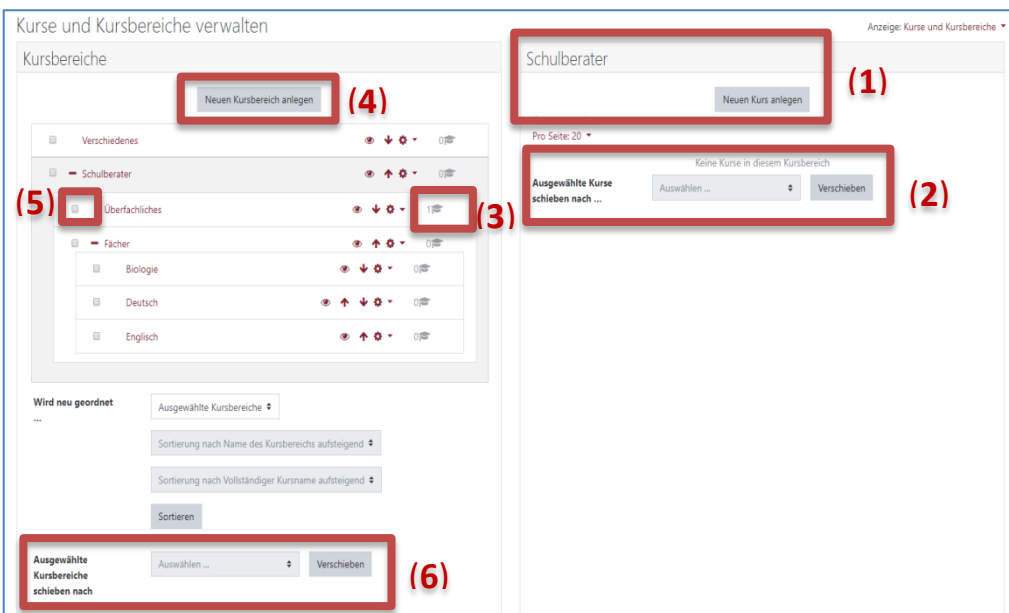 Kurse und Kursbereiche verwalten
Anzeige: Kurse und Kursbereiche
Kursbereiche
Neuen Kursbereich anlegen
(4)
Verschiedenes
0
Schulberater
0
(5)
Überfachliches
1
(3)
Fächer
0
Biologie
0
Deutsch
0
Englisch
0
Wird neu geordnet
...
Ausgewählte Kursbereiche
Sortierung nach Name des Kursbereichs aufsteigend
Sortierung nach Vollständiger Kursname aufsteigend
Sortieren
Ausgewählte
Kursbereiche
schieben nach
Auswählen ...
Verschieben
(6)
Schulberater
(1)
Neuen Kurs anlegen
Pro Seite: 20
Keine Kurse in diesem Kursbereich
Ausgewählte Kurse
schieben nach ...
Auswählen ...
Verschieben
(2)